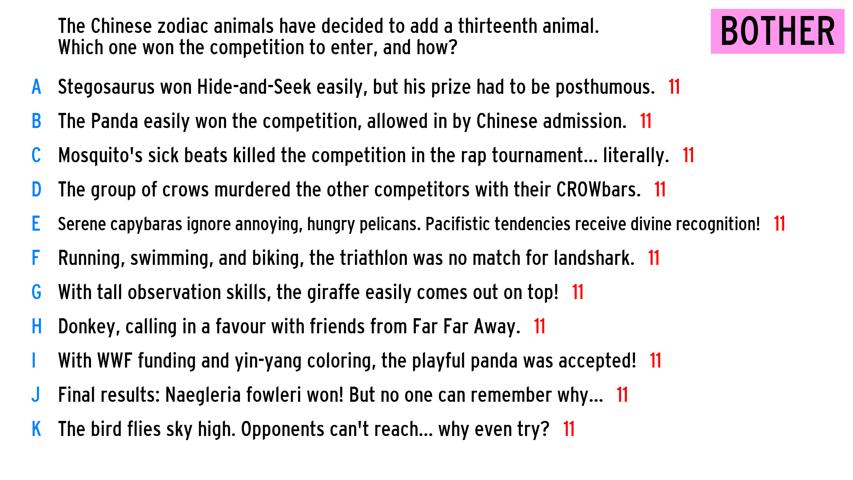 The Chinese zodiac animals have decided to add a thirteenth animal.
Which one won the competition to enter, and how?
BOTHER
A Stegosaurus won Hide-and-Seek easily, but his prize had to be posthumous. 11
B The Panda easily won the competition, allowed in by Chinese admission. 11
C Mosquito's sick beats killed the competition in the rap tournament... literally. 11
D The group of crows murdered the other competitors with their CROWbars. 11
E Serene capybaras ignore annoying, hungry pelicans. Pacifistic tendencies receive divine recognition! 11
F Running, swimming, and biking, the triathlon was no match for landshark. 11
G With tall observation skills, the giraffe easily comes out on top! 11
H Donkey, calling in a favour with friends from Far Far Away. 11
I With WWF funding and yin-yang coloring, the playful panda was accepted! 11
J Final results: Naegleria fowleri won! But no one can remember why... 11
K The bird flies sky high. Opponents can't reach... why even try? 11